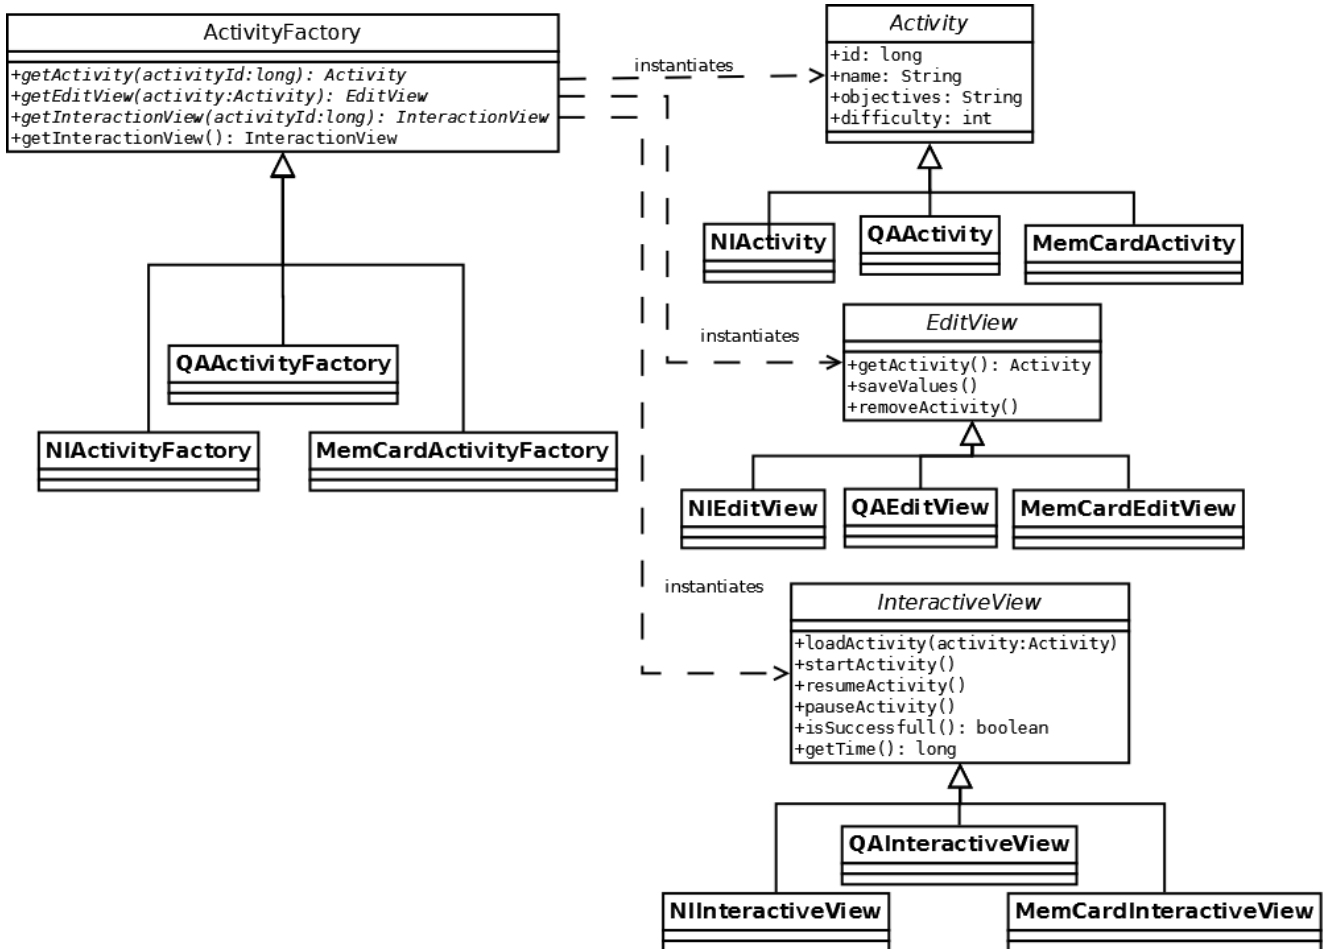 ActivityFactory
+getActivity(activityId:long): Activity
+getEditView(activity:Activity): EditView
+getInteractionView(activityId:long): InteractionView
+getInteractionView(): InteractionView
instantiates
Activity
+id: long
+name: String
+objectives: String
+difficulty: int
NIActivity
QAActivity
MemCardActivity
QAActivityFactory
NIActivityFactory
MemCardActivityFactory
instantiates
EditView
+getActivity(): Activity
+saveValues()
+removeActivity()
NIEditView
QAEditView
MemCardEditView
instantiates
InteractiveView
+loadActivity(activity:Activity)
+startActivity()
+resumeActivity()
+pauseActivity()
+isSuccessfull(): boolean
+getTime(): long
QAInteractiveView
NIInteractiveView
MemCardInteractiveView